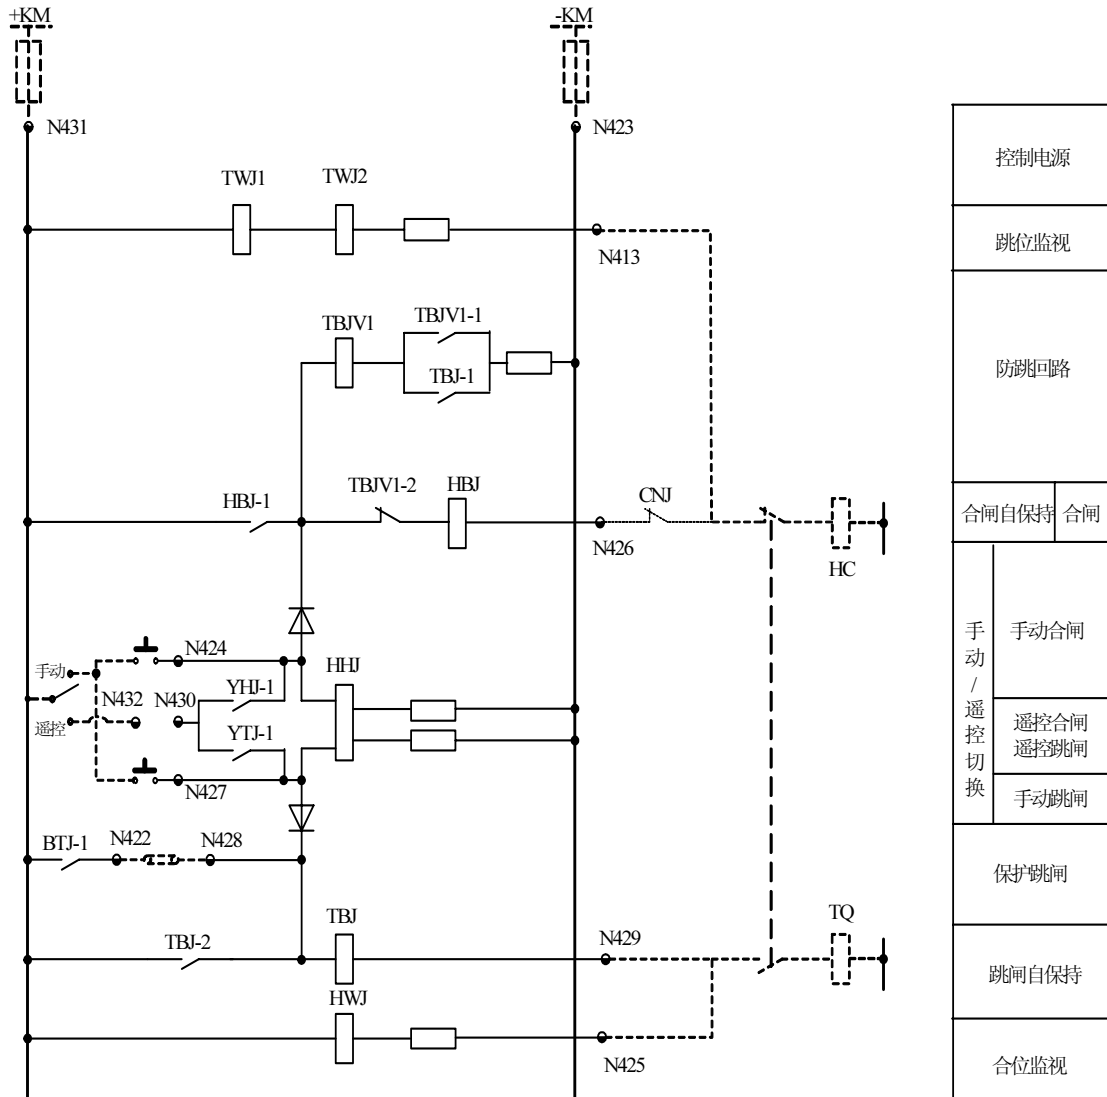 +KM
-KM
N431
N423
控制电源
TWJ1
TWJ2
N413
跳位监视
TBJV1
TBJV1-1
TBJ-1
防跳回路
HBJ-1
TBJV1-2
HBJ
CNJ
N426
HC
合闸自保持
合闸
手动
遥控
N424
N432
N430
YHJ-1
YTJ-1
N427
HHJ
手
动
/
遥
控
切
换
手动合闸
遥控合闸
遥控跳闸
手动跳闸
BTJ-1
N422
N428
保护跳闸
TBJ-2
TBJ
N429
TQ
跳闸自保持
HWJ
N425
合位监视